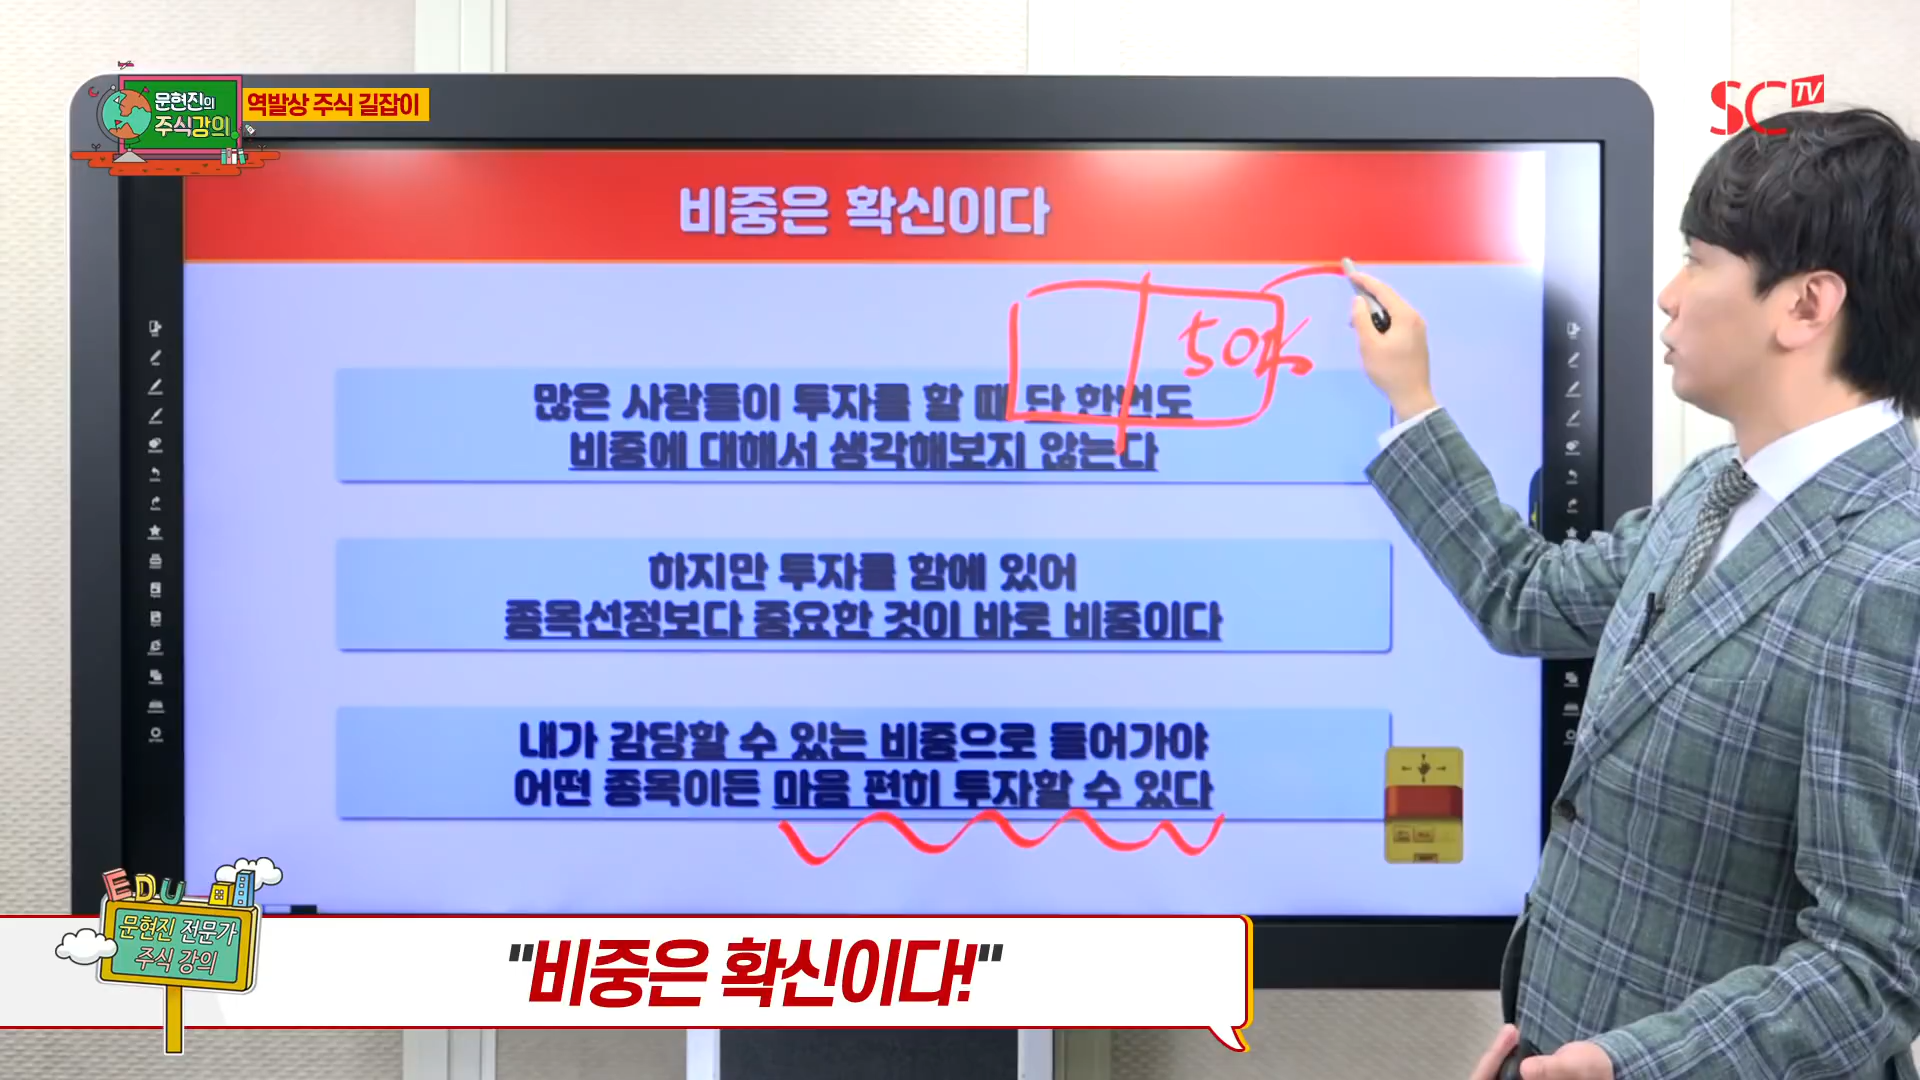 문현진의
주식강의
역발상 주식 길잡이
SC TV
비중은 확신이다
50%
많은 사람들이 투자를 할 때 단 한번도
비중에 대해서 생각해보지 않는다
하지만 투자를 함에 있어
종목선정보다 중요한 것이 바로 비중이다
내가 감당할 수 있는 비중으로 들어가야
어떤 종목이든 마음 편히 투자할 수 있다
EDU
문현진 전문가
주식 강의
"비중은 확신이다!"